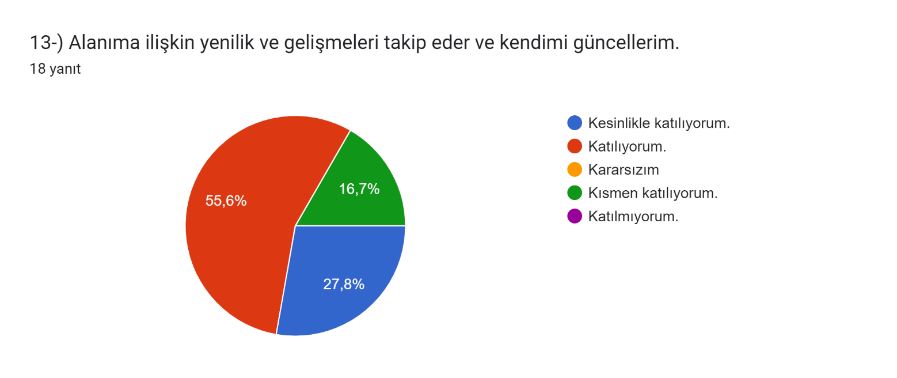 13-) Alanıma ilişkin yenilik ve gelişmeleri takip eder ve kendimi güncellerim.
18 yanıt
55,6%
16,7%
27,8%
Kesinlikle katılıyorum.
Katılıyorum.
Kararsızım
Kısmen katılıyorum.
Katılmıyorum.